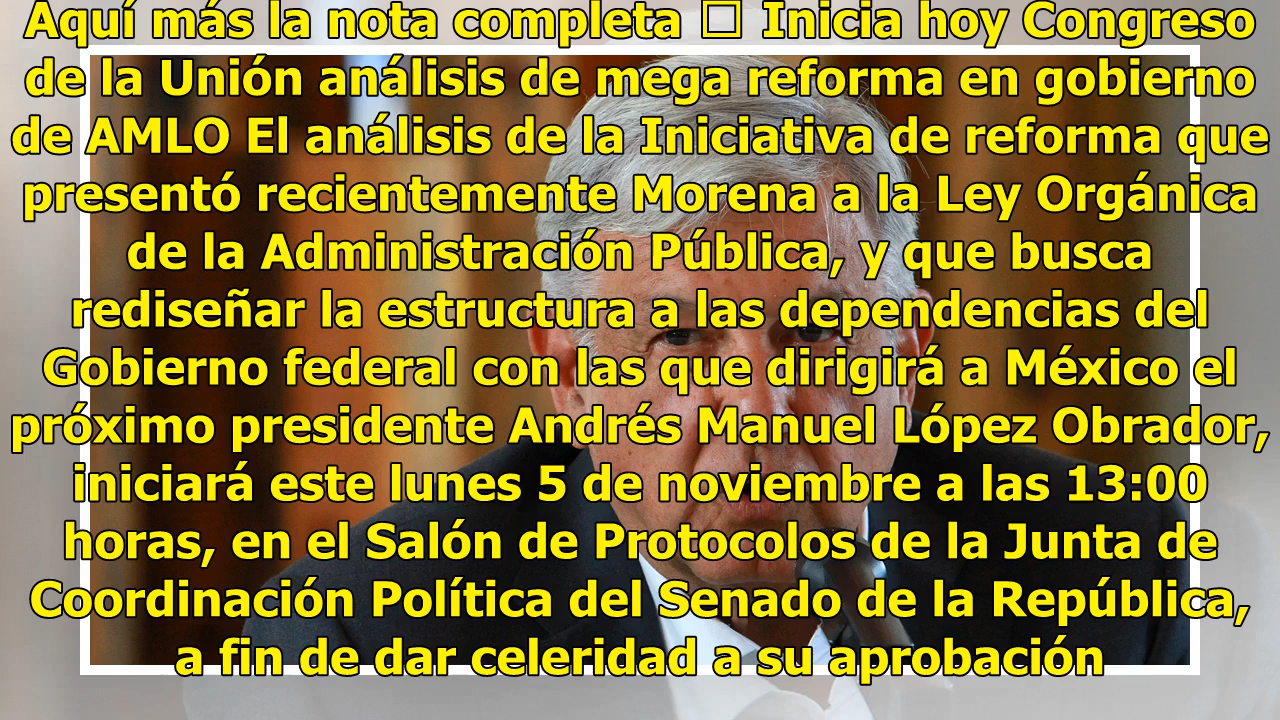 Aquí más la nota completa □ Inicia hoy Congreso
de la Unión análisis de mega reforma en gobierno
de AMLO El análisis de la Iniciativa de reforma que
presentó recientemente Morena a la Ley Orgánica
de la Administración Pública, y que busca
rediseñar la estructura a las dependencias del
Gobierno federal con las que dirigirá a México el
próximo presidente Andrés Manuel López Obrador,
iniciará este lunes 5 de noviembre a las 13:00
horas, en el Salón de Protocolos de la Junta de
Coordinación Política del Senado de la República,
a fin de dar celeridad a su aprobación